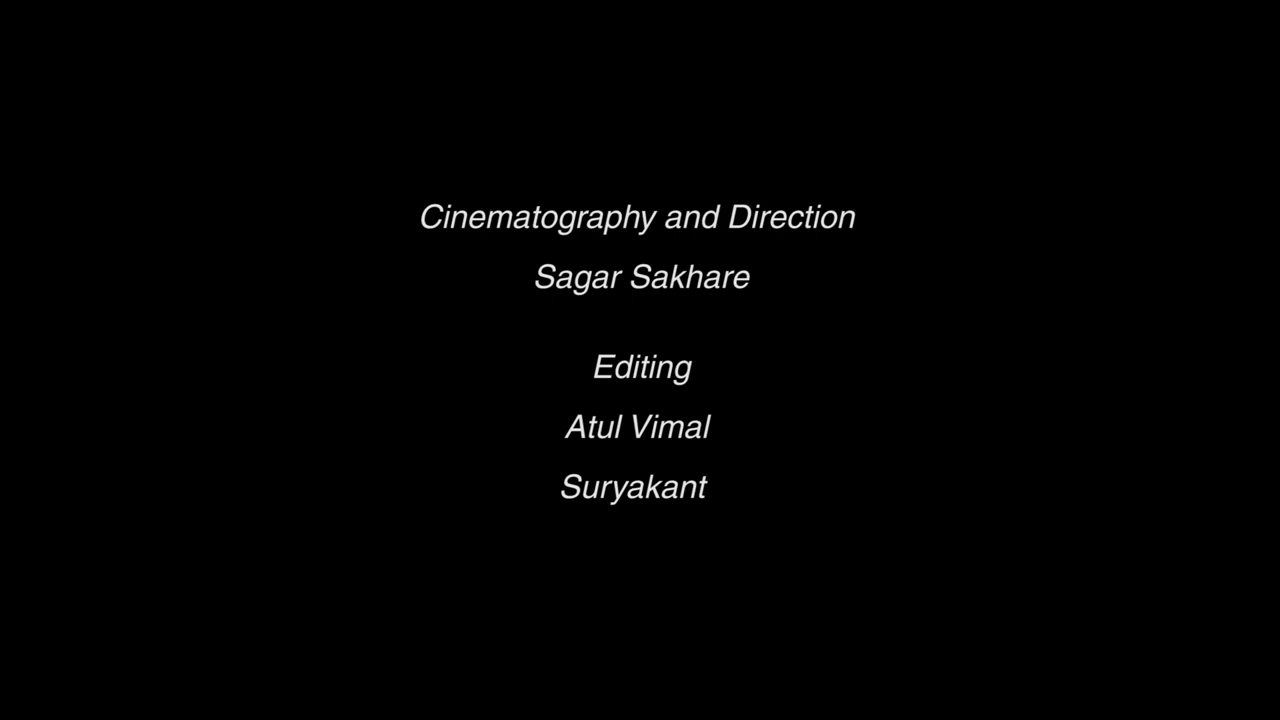 Cinematography and Direction
Sagar Sakhare
Editing
Atul Vimal
Suryakant